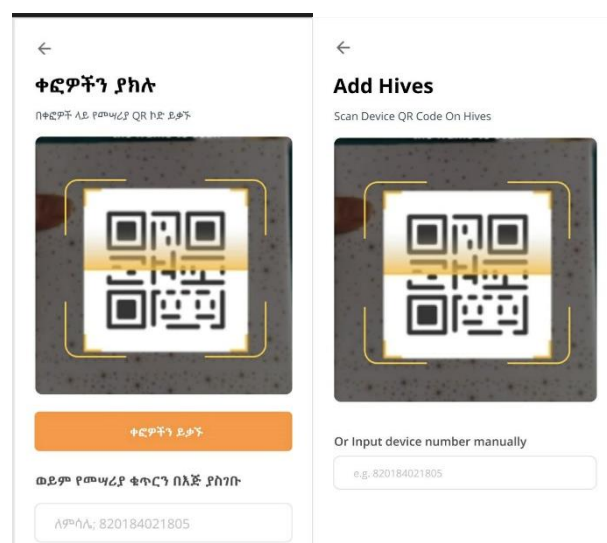 ቀፎዎችን ያክሉ
በቀፎዎች ላይ የመሣሪያ QR ኮድ ይቃኙ
ቀፎዎችን ይቃኙ
ወይም የመሣሪያ ቁጥርን በእጅ ያስገቡ
ለምሳሌ; 820184021805
Add Hives
Scan Device QR Code On Hives
Or Input device number manually
e.g. 820184021805